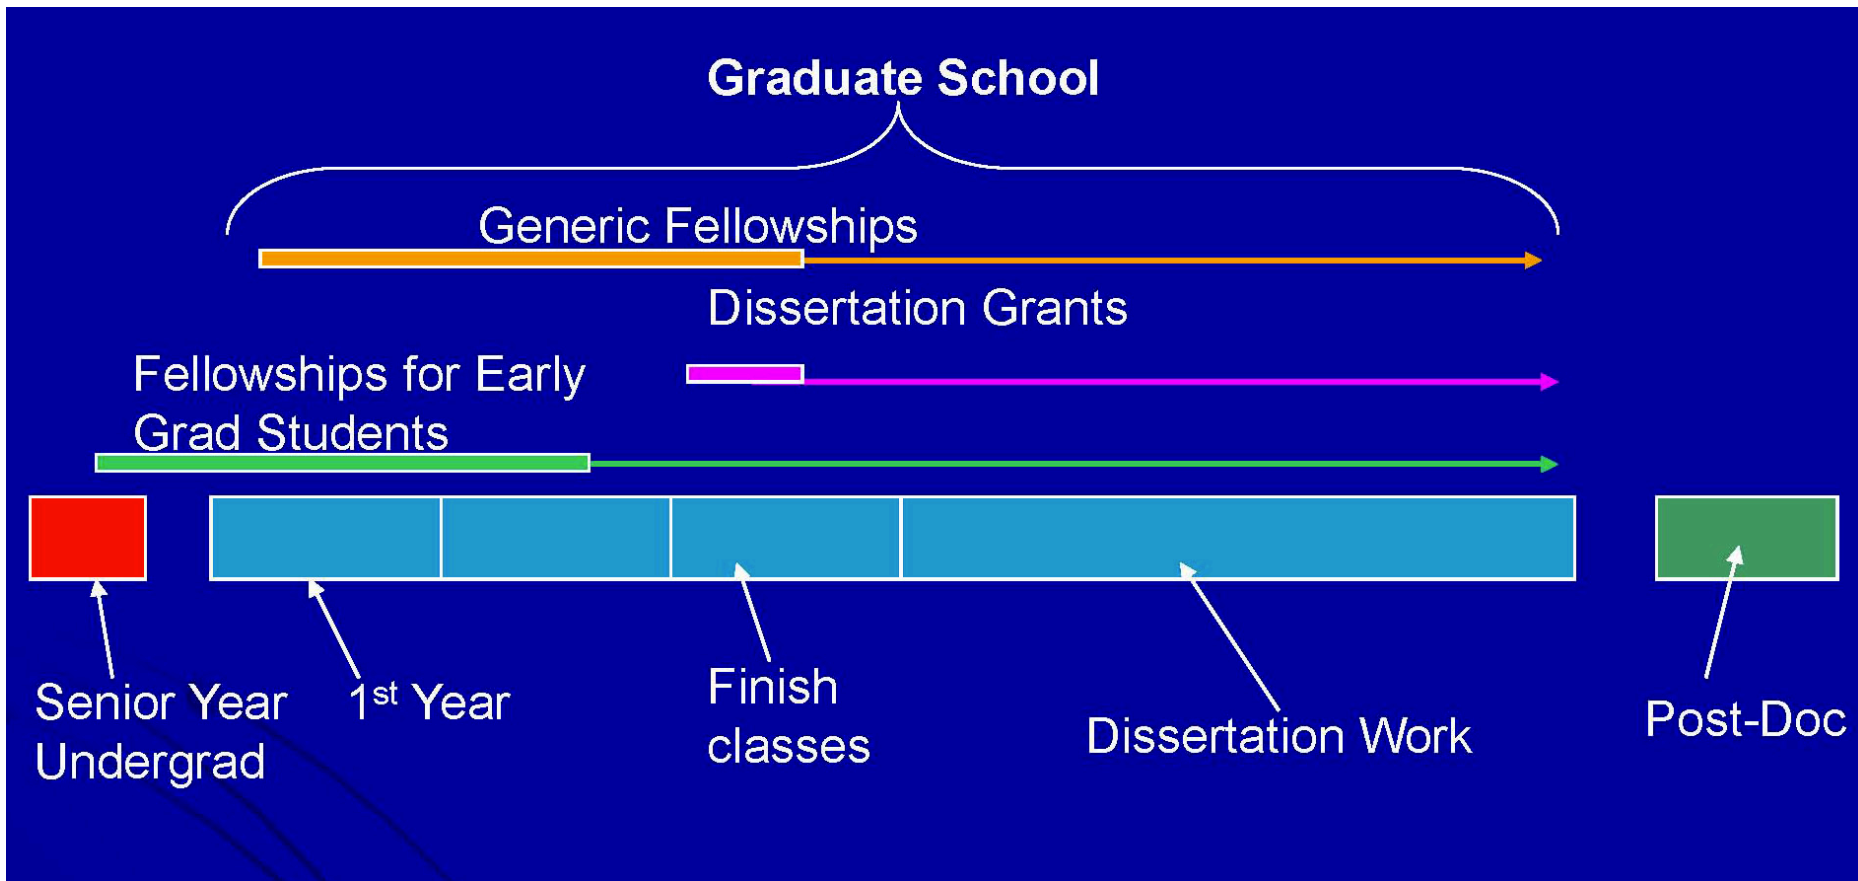 Graduate School
Generic Fellowships
Dissertation Grants
Fellowships for Early
Grad Students
Senior Year
Undergrad
1st Year
Finish
classes
Dissertation Work
Post-Doc